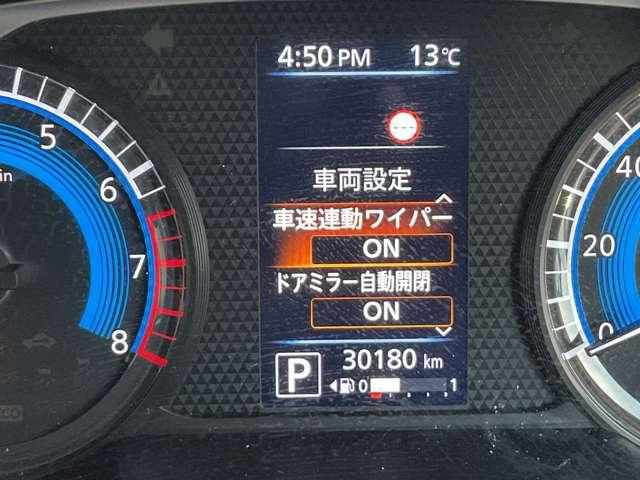 4:50 PM 13℃
車両設定
車速連動ワイパー
ON
ドアミラー自動開閉
ON
P 30180 km
0 1
5
6
7
8
in
40
20
0
ECO